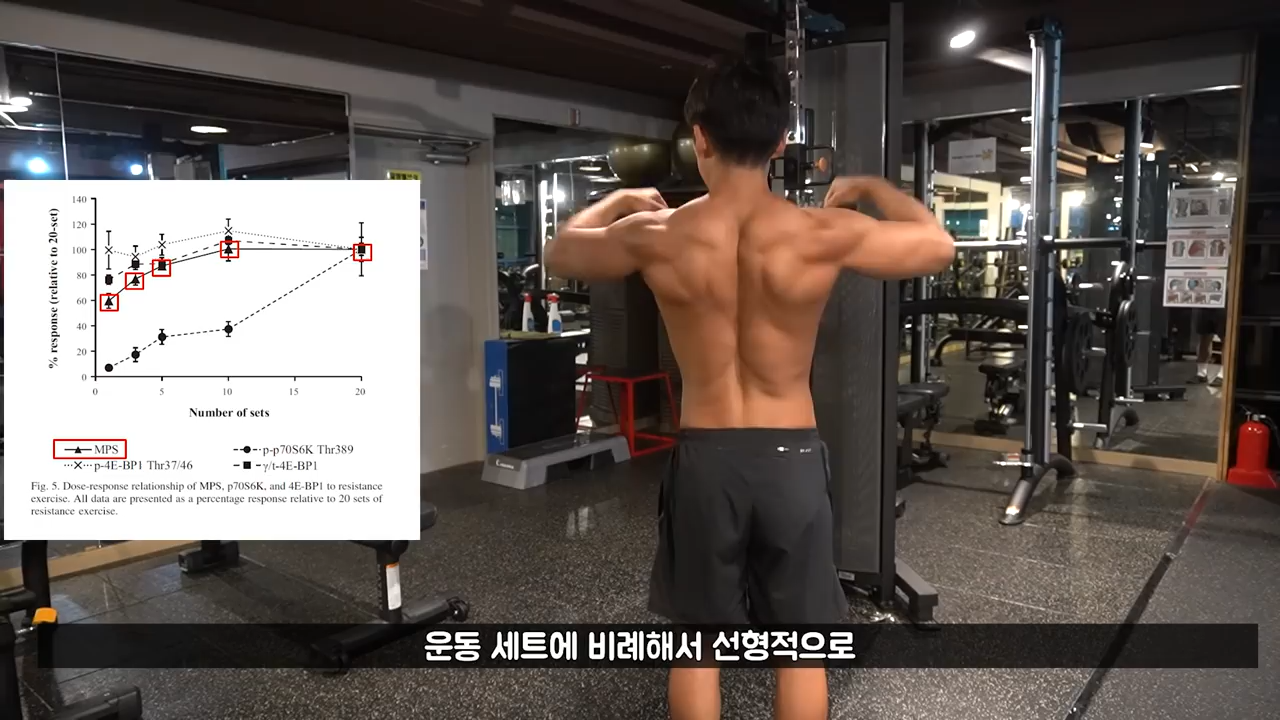 % response (relative to 20-set)
140
120
100
80
60
40
20
0
0 5 10 15 20
Number of sets
MPS
p-p70S6K Thr389
p-4E-BP1 Thr37/46
γ/t-4E-BP1
Fig. 5. Dose-response relationship of MPS, p70S6K, and 4E-BP1 to resistance
exercise. All data are presented as a percentage response relative to 20 sets of
resistance exercise.
운동 세트에 비례해서 선형적으로